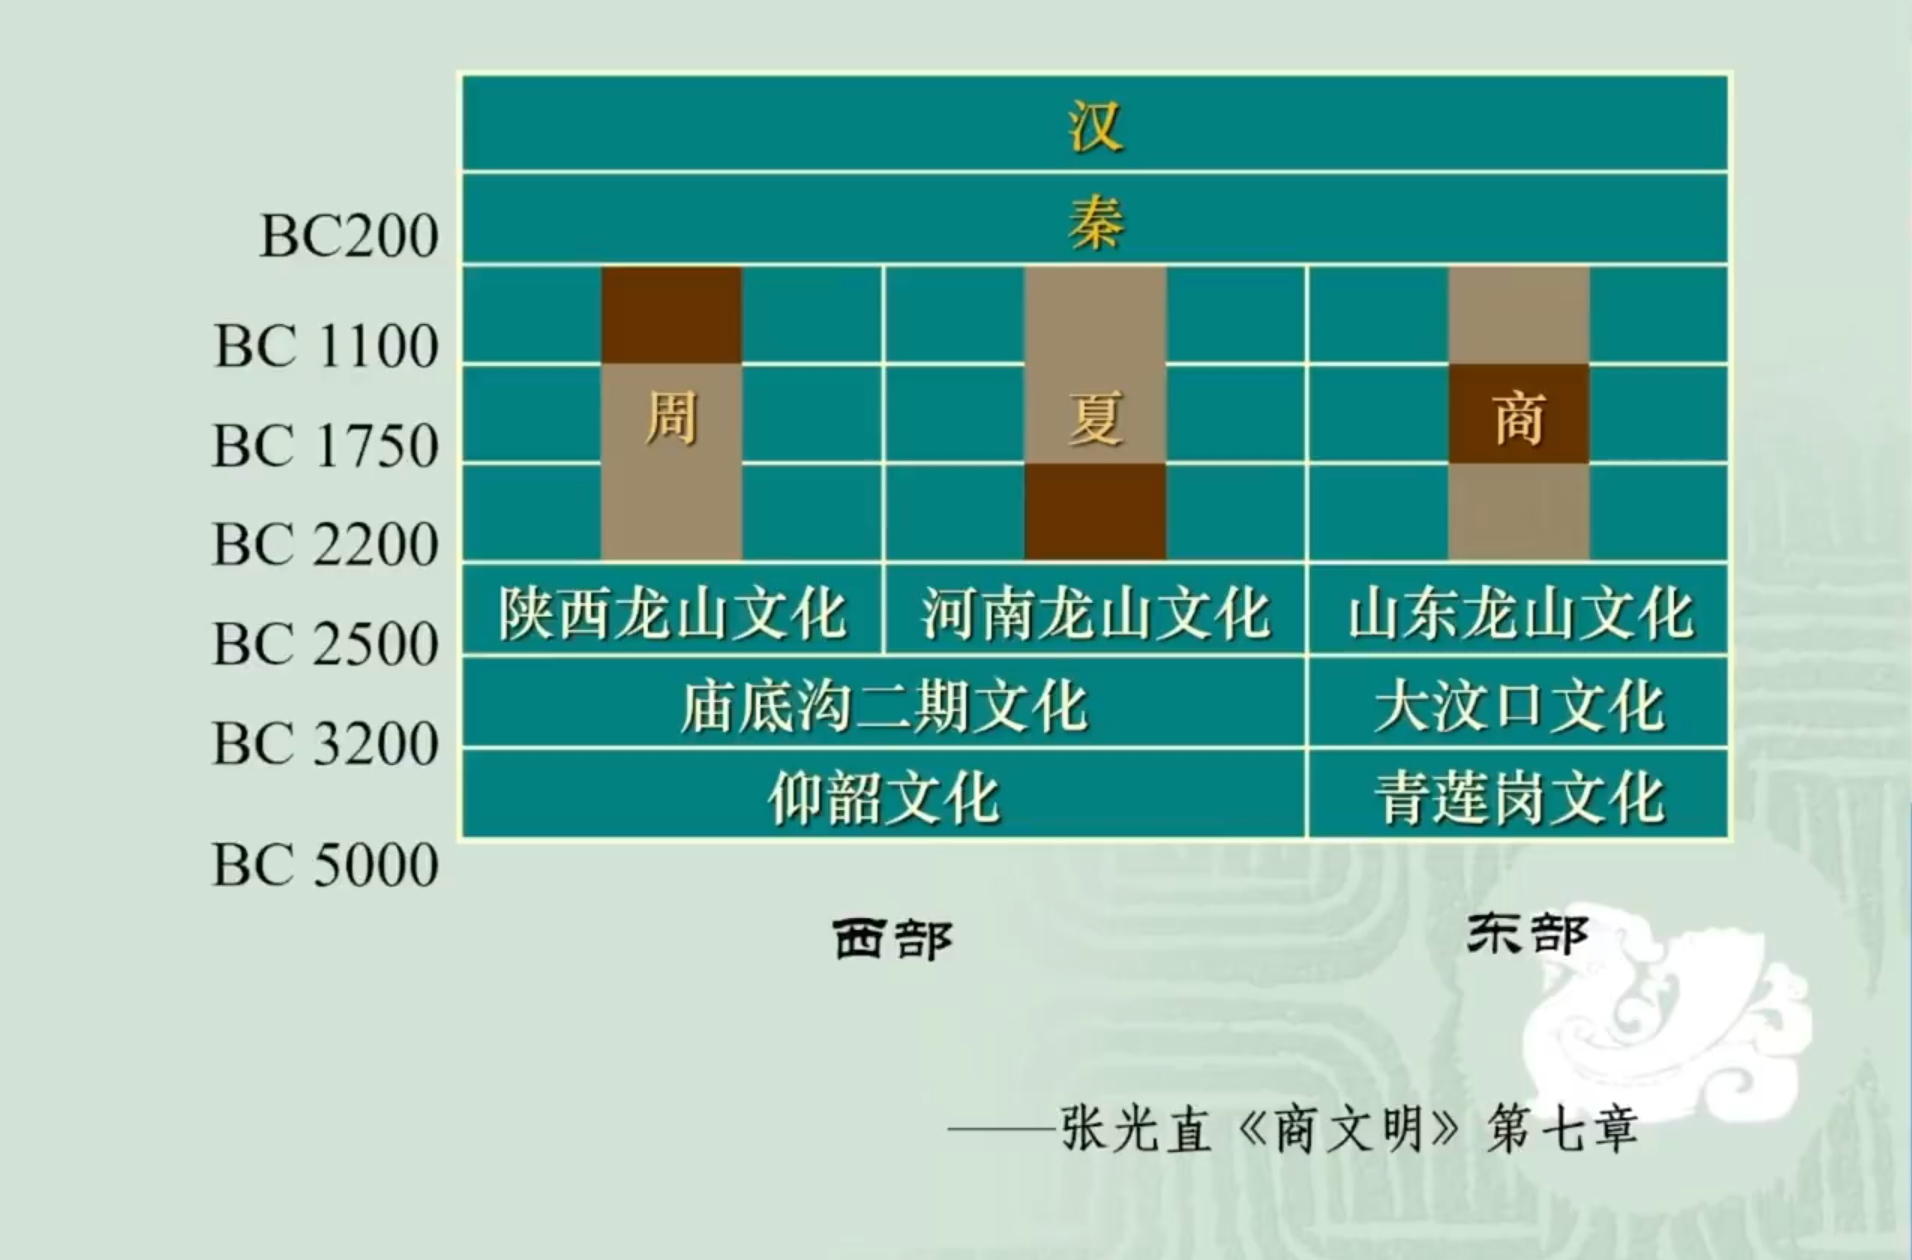 汉
秦
BC200
BC 1100
周 夏 商
BC 1750
BC 2200
陕西龙山文化 河南龙山文化 山东龙山文化
BC 2500
庙底沟二期文化 大汶口文化
BC 3200
仰韶文化 青莲岗文化
BC 5000
西部 东部
——张光直《商文明》第七章